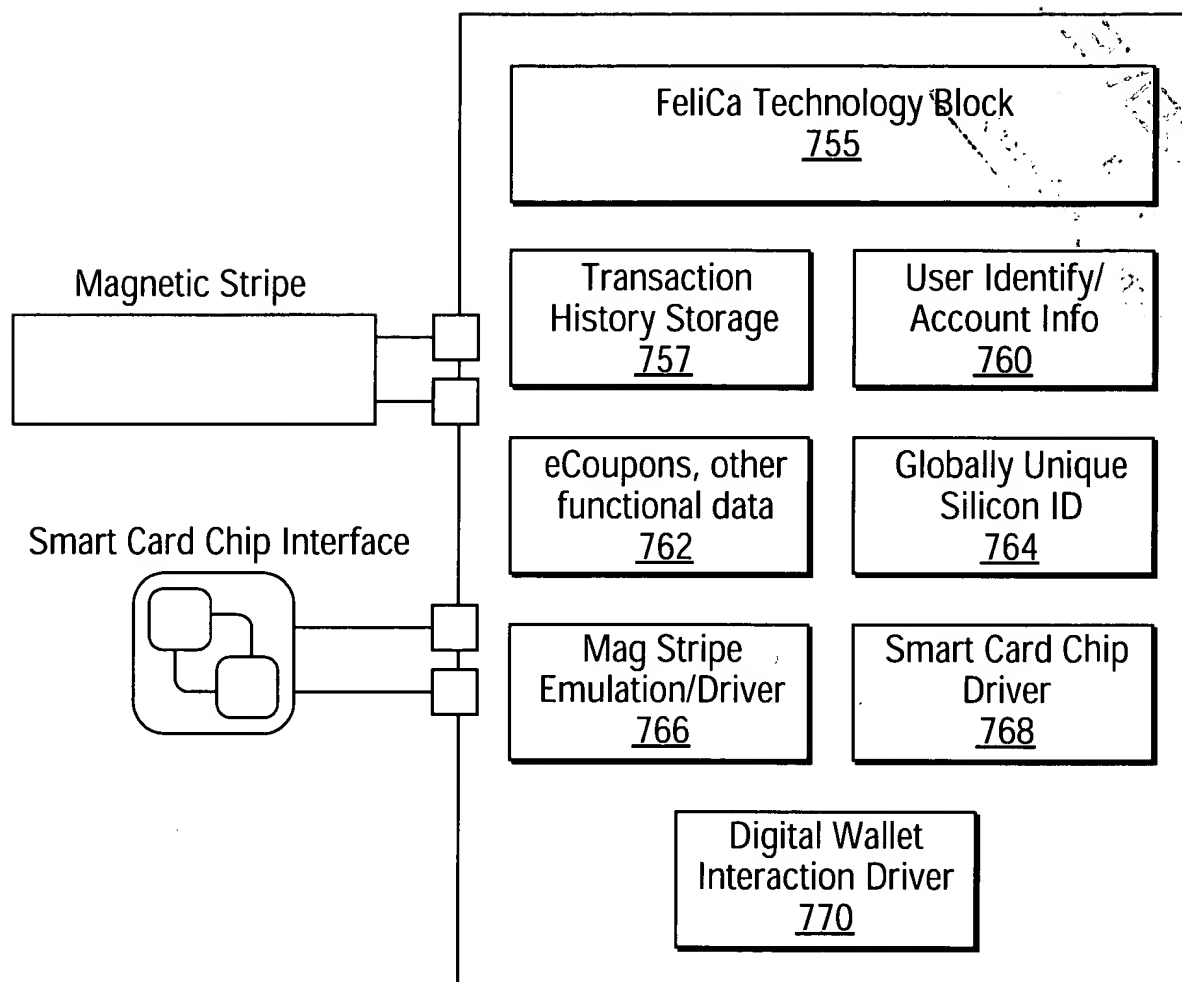 FeliCa Technology Block
755
Magnetic Stripe
Transaction
History Storage
757
User Identify/
Account Info
760
eCoupons, other
functional data
762
Globally Unique
Silicon ID
764
Smart Card Chip Interface
Mag Stripe
Emulation/Driver
766
Smart Card Chip
Driver
768
Digital Wallet
Interaction Driver
770